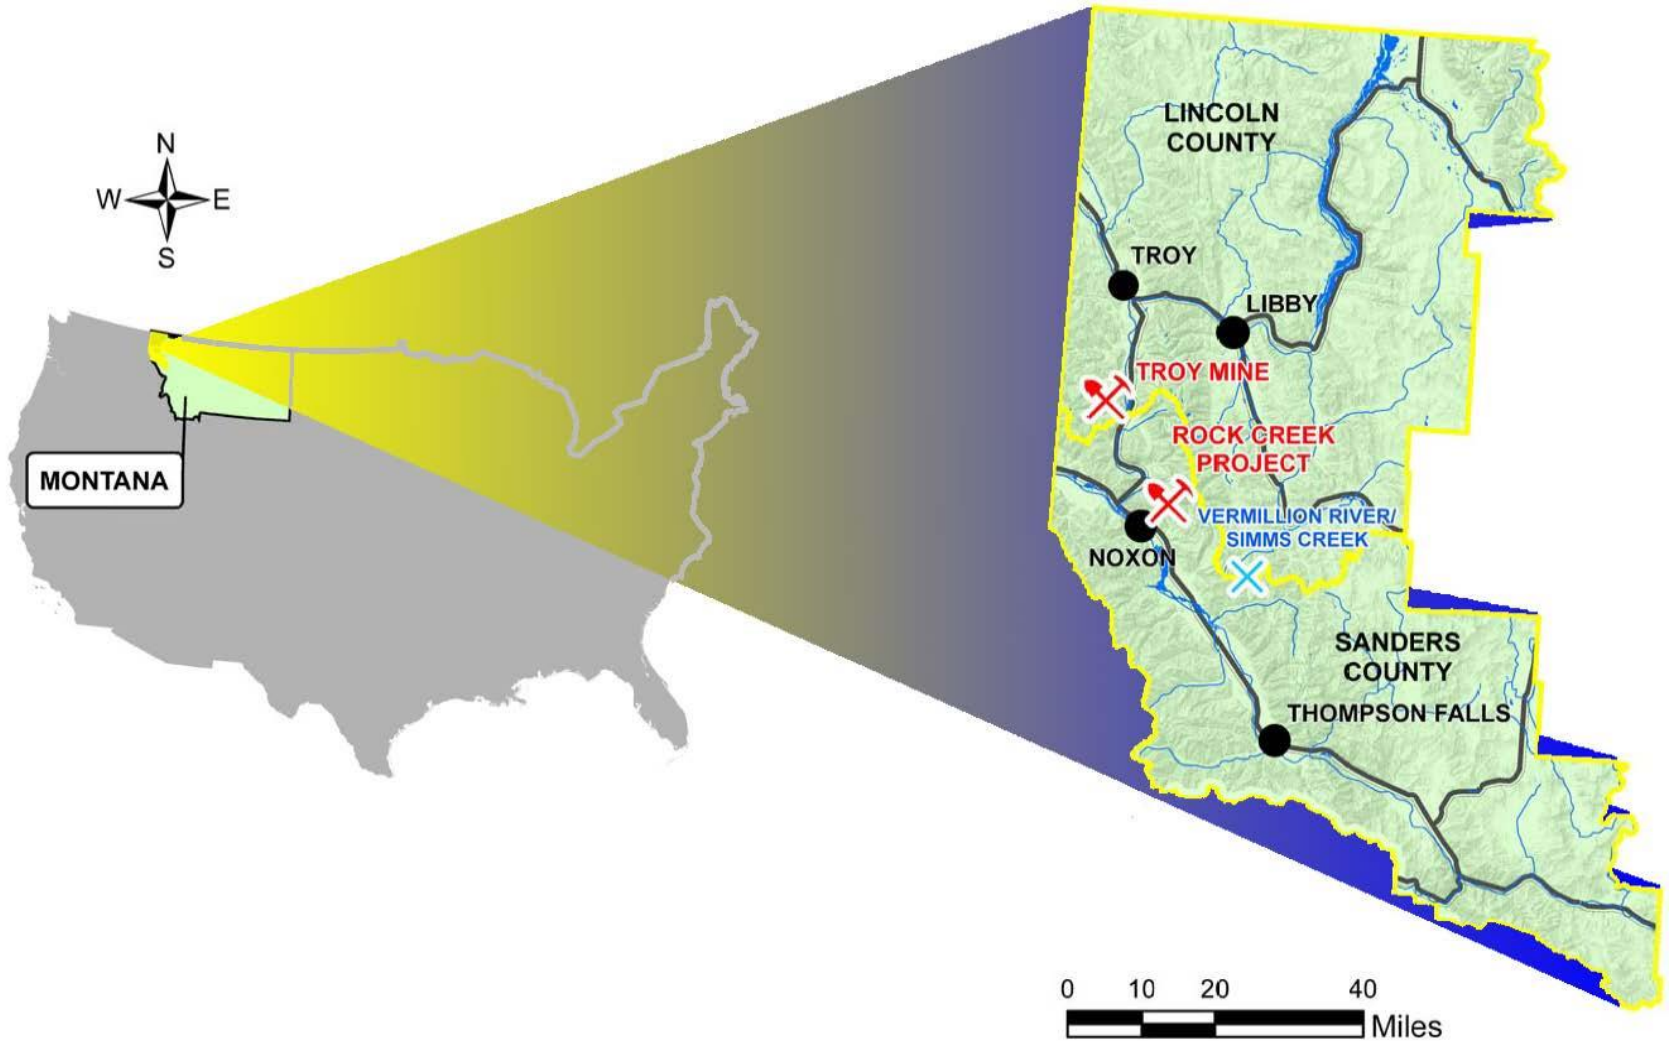 N
W E
S
MONTANA
LINCOLN
COUNTY
TROY
LIBBY
TROY MINE
ROCK CREEK
PROJECT
VERMILLION RIVER/
SIMMS CREEK
NOXON
SANDERS
COUNTY
THOMPSON FALLS
0 10 20 40
Miles